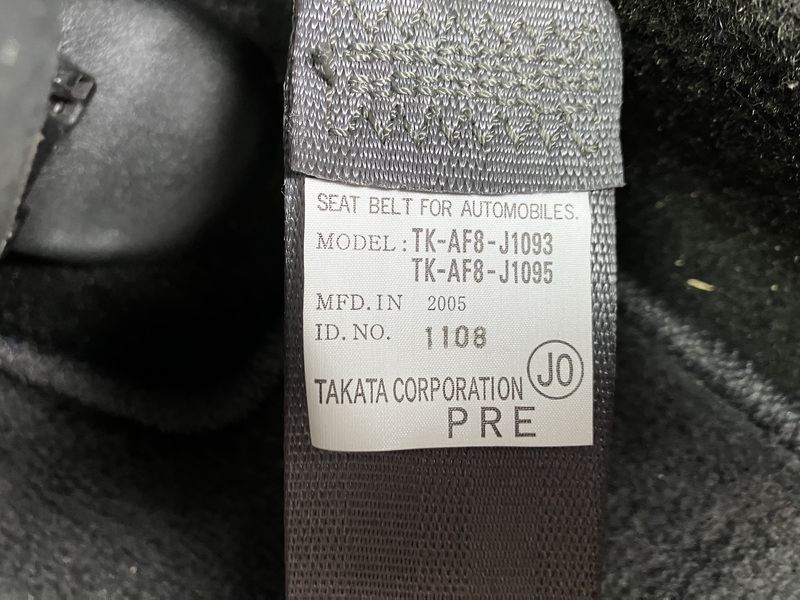 SEAT BELT FOR AUTOMOBILES.
MODEL: TK-AF8-J1093
TK-AF8-J1095
MFD. IN 2005
ID. NO. 1108
JO
TAKATA CORPORATION
PRE